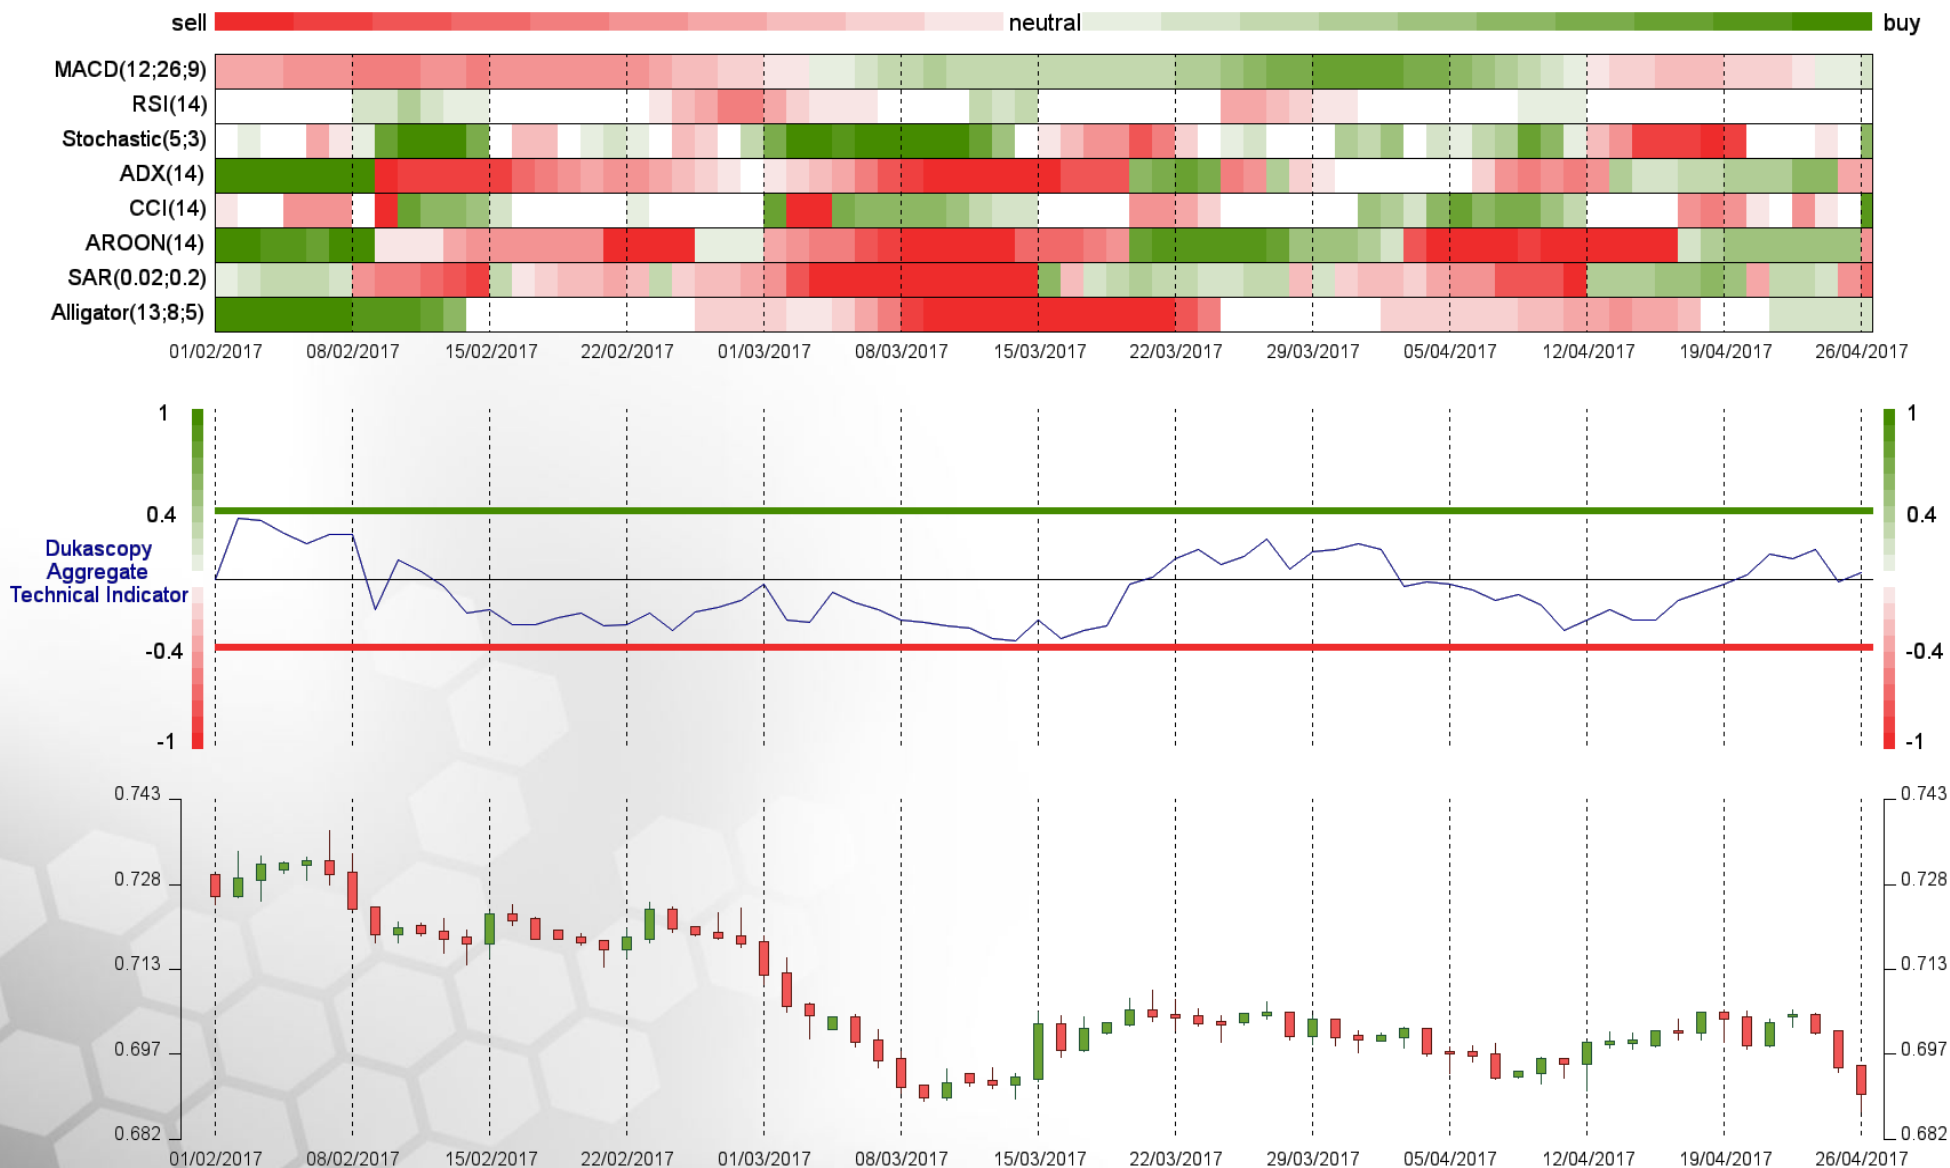 sell neutral buy
MACD(12;26;9)
RSI(14)
Stochastic(5;3)
ADX(14)
CCI(14)
AROON(14)
SAR(0.02;0.2)
Alligator(13;8;5)
01/02/2017 08/02/2017 15/02/2017 22/02/2017 01/03/2017 08/03/2017 15/03/2017 22/03/2017 29/03/2017 05/04/2017 12/04/2017 19/04/2017 26/04/2017
1 1
0.4 0.4
Dukascopy
Aggregate
Technical Indicator
-0.4 -0.4
-1 -1
0.743 0.743
0.728 0.728
0.713 0.713
0.697 0.697
0.682 0.682
01/02/2017 08/02/2017 15/02/2017 22/02/2017 01/03/2017 08/03/2017 15/03/2017 22/03/2017 29/03/2017 05/04/2017 12/04/2017 19/04/2017 26/04/2017